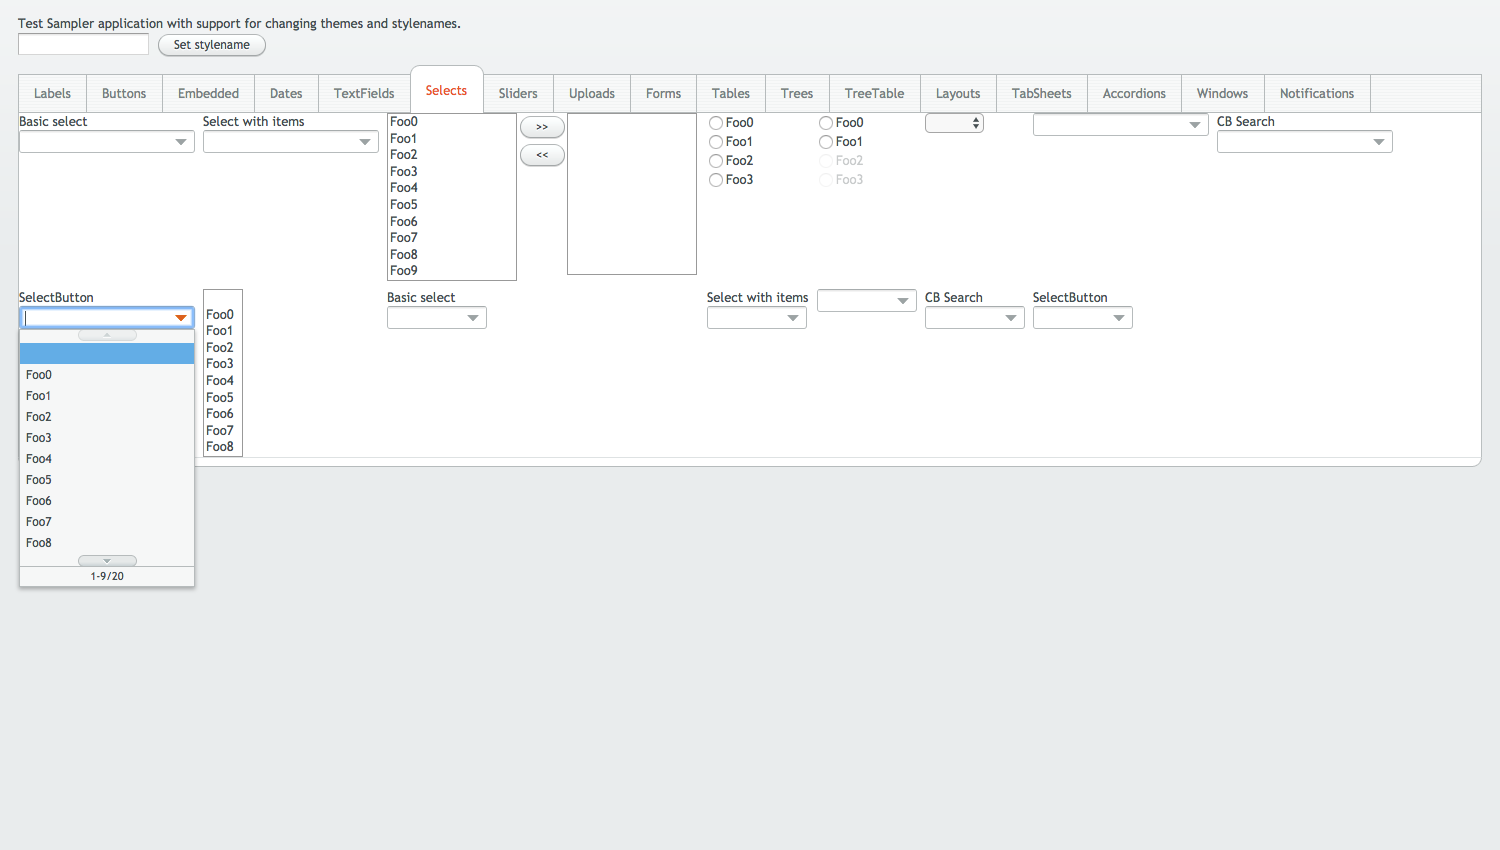 Test Sampler application with support for changing themes and stylenames.
Set stylename
Labels Buttons Embedded Dates TextFields Selects Sliders Uploads Forms Tables Trees TreeTable Layouts TabSheets Accordions Windows Notifications
Basic select
Select with items
Foo0
Foo1
Foo2
Foo3
Foo4
Foo5
Foo6
Foo7
Foo8
Foo9
>>
<<
Foo0
Foo1
Foo2
Foo3
Foo0
Foo1
Foo2
Foo3
CB Search
SelectButton
Foo0
Foo1
Foo2
Foo3
Foo4
Foo5
Foo6
Foo7
Foo8
1-9/20
Foo0
Foo1
Foo2
Foo3
Foo4
Foo5
Foo6
Foo7
Foo8
Basic select
Select with items
CB Search
SelectButton